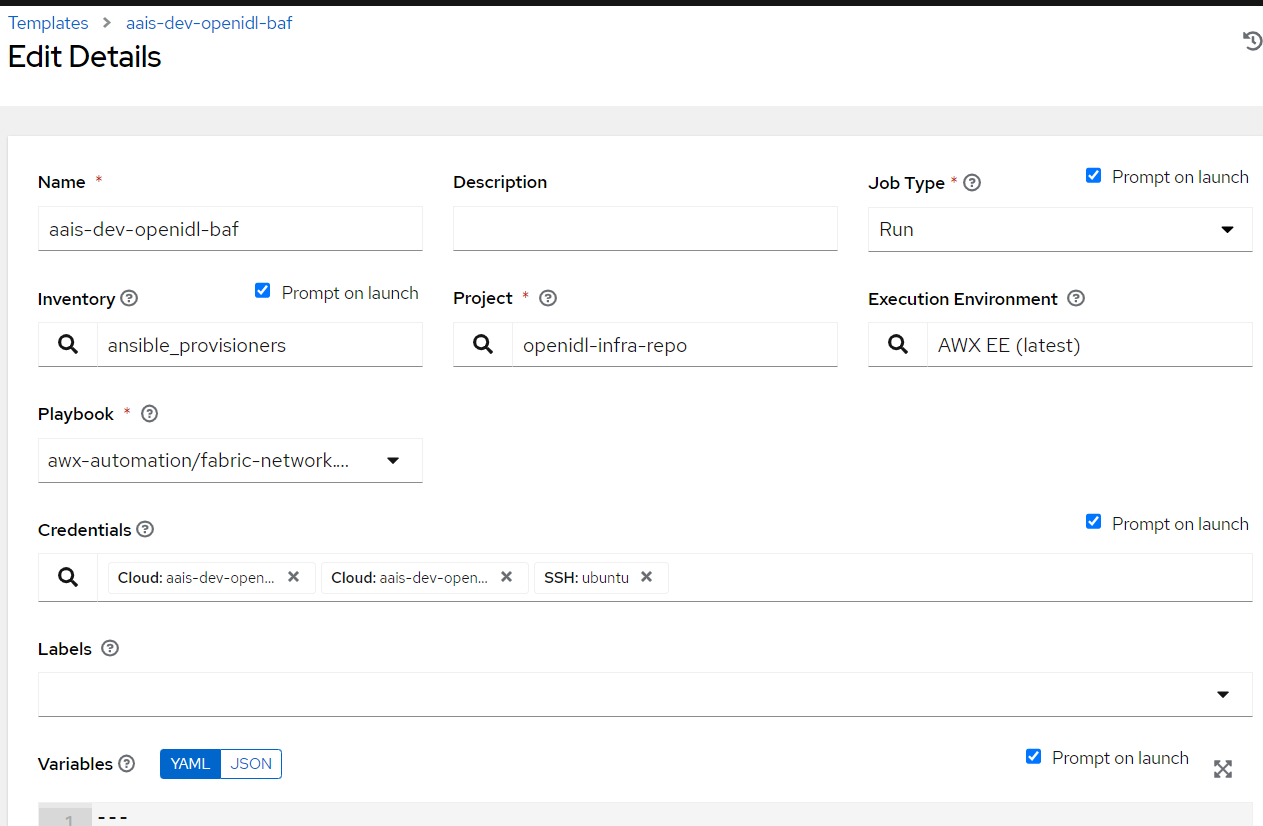 Templates > aais-dev-openidl-baf
Edit Details
Name *
Description
Job Type *
Prompt on launch
aais-dev-openidl-baf
Run
Inventory
Prompt on launch
Project *
Execution Environment
ansible_provisioners
openidl-infra-repo
AWX EE (latest)
Playbook *
awx-automation/fabric-network....
Credentials
Prompt on launch
Cloud: aais-dev-open...
Cloud: aais-dev-open...
SSH: ubuntu
Labels
Variables
YAML
JSON
Prompt on launch
1
---